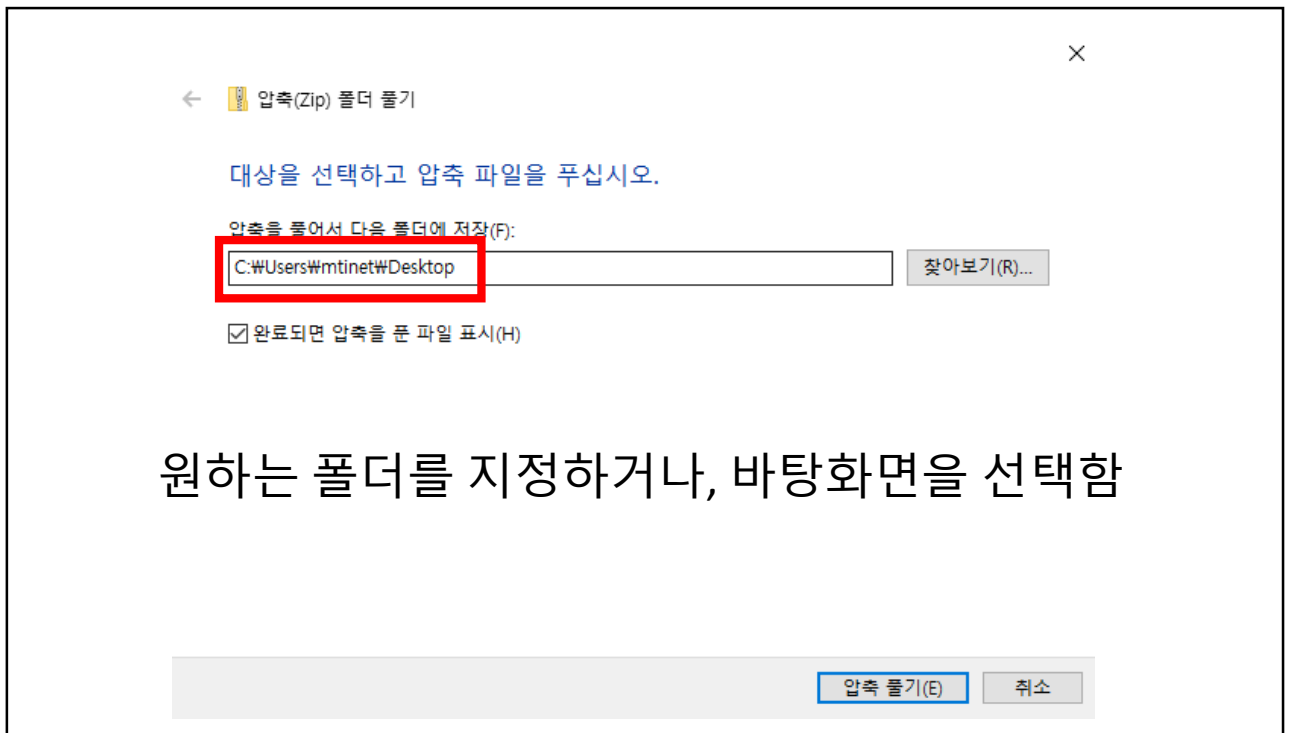 압축(Zip) 폴더 풀기
대상을 선택하고 압축 파일을 푸십시오.
압축을 풀어서 다음 폴더에 저장(F):
C:₩Users₩mtinet₩Desktop
찾아보기(R)...
완료되면 압축을 푼 파일 표시(H)
원하는 폴더를 지정하거나, 바탕화면을 선택함
압축 풀기(E)
취소